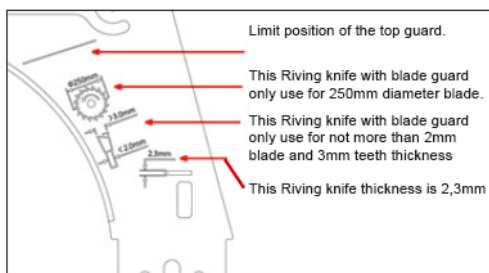 Limit position of the top guard.
Φ250mm
This Riving knife with blade guard
only use for 250mm diameter blade.
>3.0mm
This Riving knife with blade guard
only use for not more than 2mm
blade and 3mm teeth thickness
≤2.0mm
2.3mm
This Riving knife thickness is 2,3mm